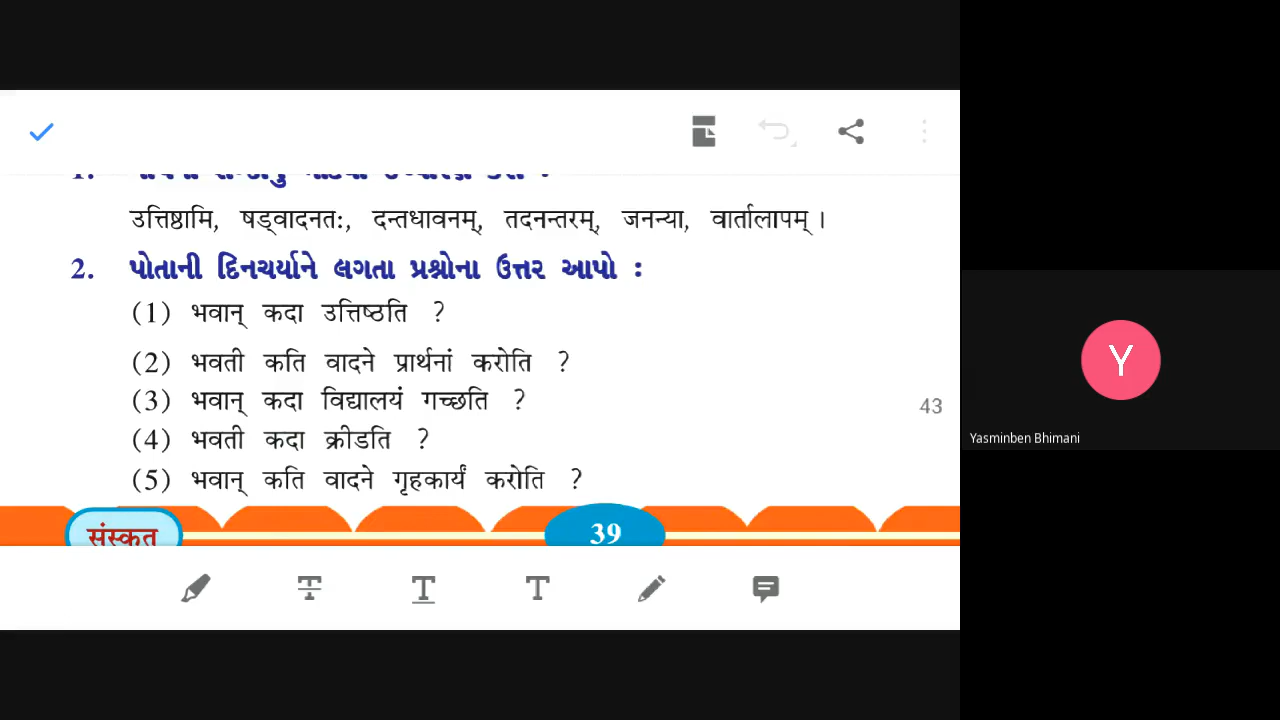 1.
उत्तिष्ठामि, षड्वादनतः, दन्तधावनम्, तदनन्तरम्, जनन्या, वार्तालापम् ।
2. પોતાની દિનચર્યાને લગતા પ્રશ્નોના ઉત્તર આપો :
(1) भवान् कदा उत्तिष्ठति ?
(2) भवती कति वादने प्रार्थनां करोति ?
(3) भवान् कदा विद्यालयं गच्छति ?
43
(4) भवती कदा क्रीडति ?
(5) भवान् कति वादने गृहकार्यं करोति ?
संस्कृत
39
Y
Yasminben Bhimani